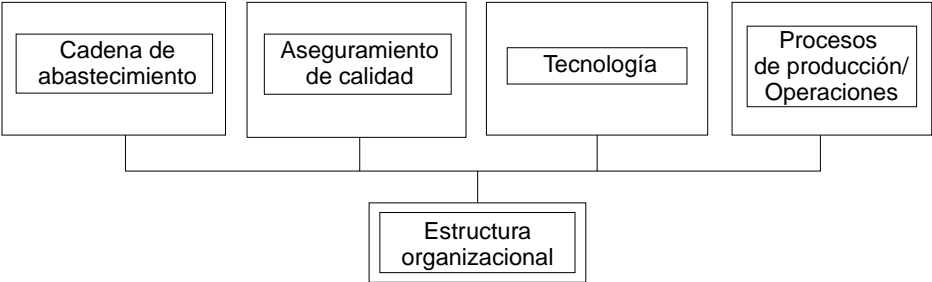 Cadena de
abastecimiento
Aseguramiento
de calidad
Tecnología
Procesos
de producción/
Operaciones
Estructura
organizacional